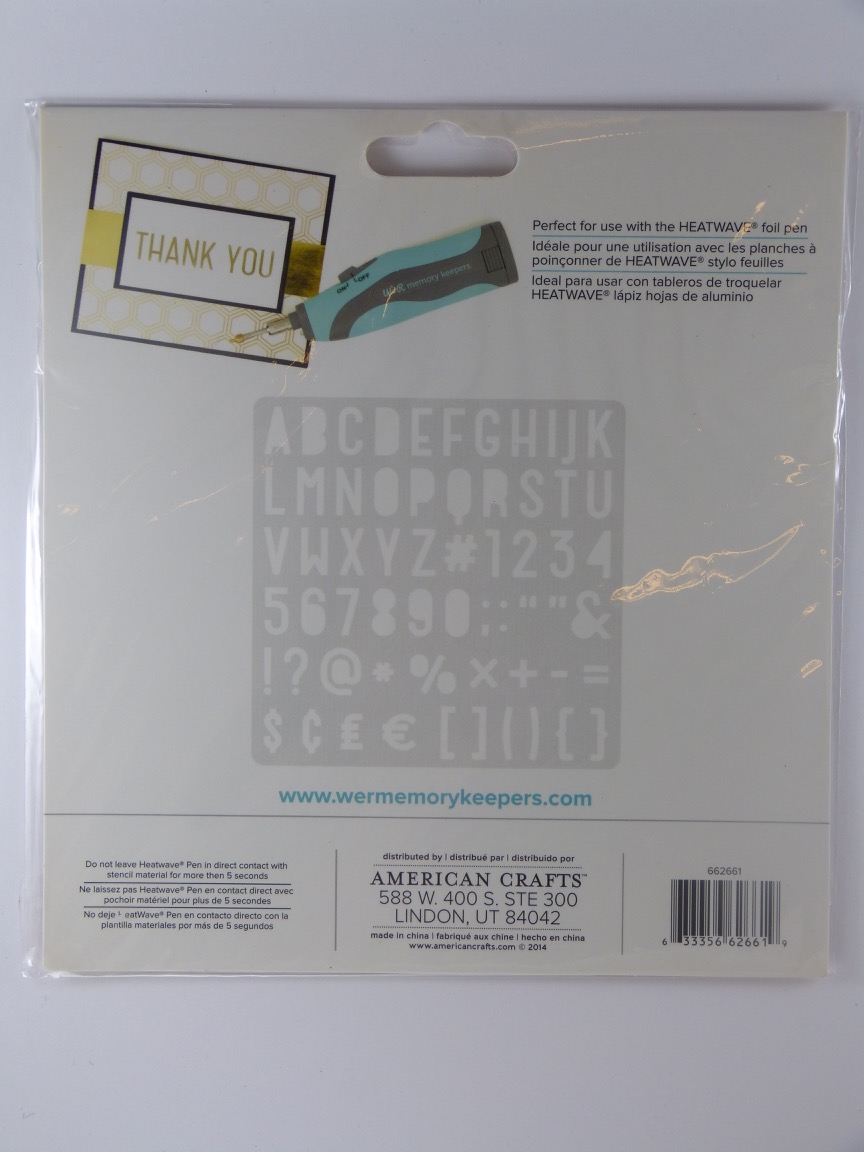 THANK YOU
ON OFF
memory keepers
Perfect for use with the HEATWAVE® foil pen
Idéale pour une utilisation avec les planches à
poinçonner de HEATWAVE® stylo feuilles
Ideal para usar con tableros de troquelar
HEATWAVE® lápiz hojas de aluminio
ABCDEFGHIJK
LMNOPQRSTU
VWXYZ#1234
567890;:“”&
!?@*%×+-=
$¢£€[](){}
www.wermemorykeepers.com
Do not leave Heatwave® Pen in direct contact with
stencil material for more then 5 seconds
Ne laissez pas Heatwave® Pen en contact direct avec
pochoir matériel pour plus de 5 secondes
No deje eatWave® Pen en contacto directo con la
plantilla materiales por más de 5 segundos
distributed by | distribué par | distribuido por
AMERICAN CRAFTS™
588 W. 400 S. STE 300
LINDON, UT 84042
made in china | fabriqué aux chine | hecho en china
www.americancrafts.com © 2014
662661
6 33356 62661 9